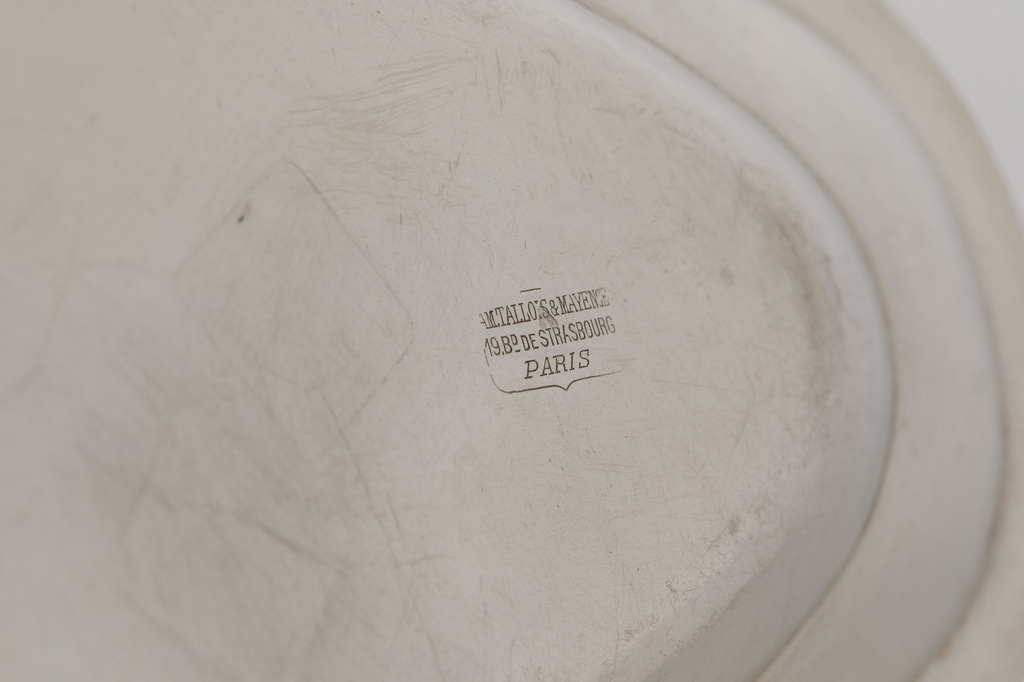 TALLOIS & MAYENCE
19.Bᴰ DE STRASBOURG
PARIS